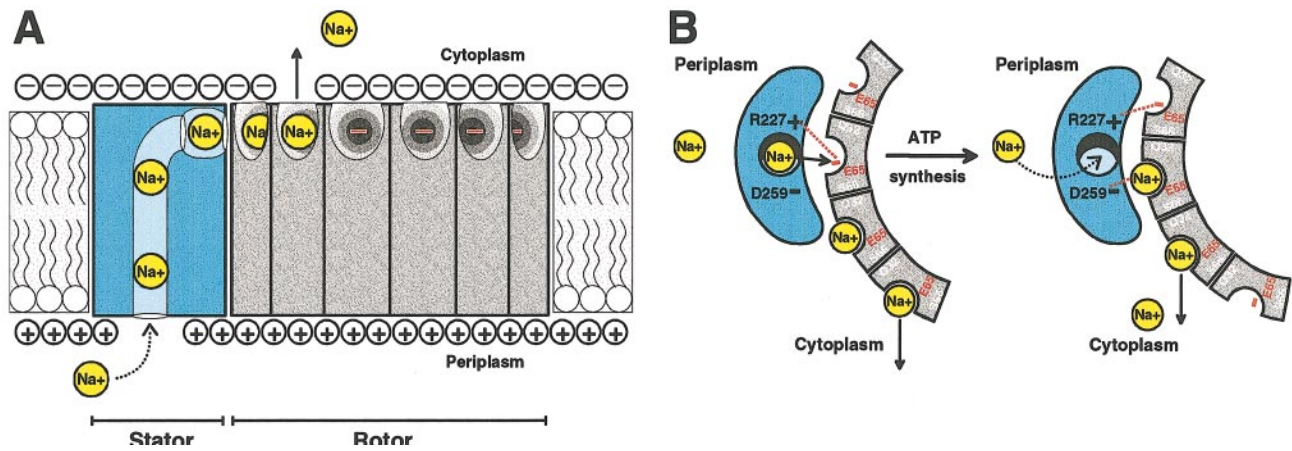 A
Na+
Cytoplasm
Na+
Na
Na+
Na+
Na+
Periplasm
Na+
Stator
Rotor
B
Periplasm
R227+
E65
Na+
Na+
E65
D259-
Na+
E65
Na+
E65
Cytoplasm
ATP
synthesis
Periplasm
R227+
E65
Na+
D259-
Na+
E65
Na+
E65
Na+
E65
Cytoplasm